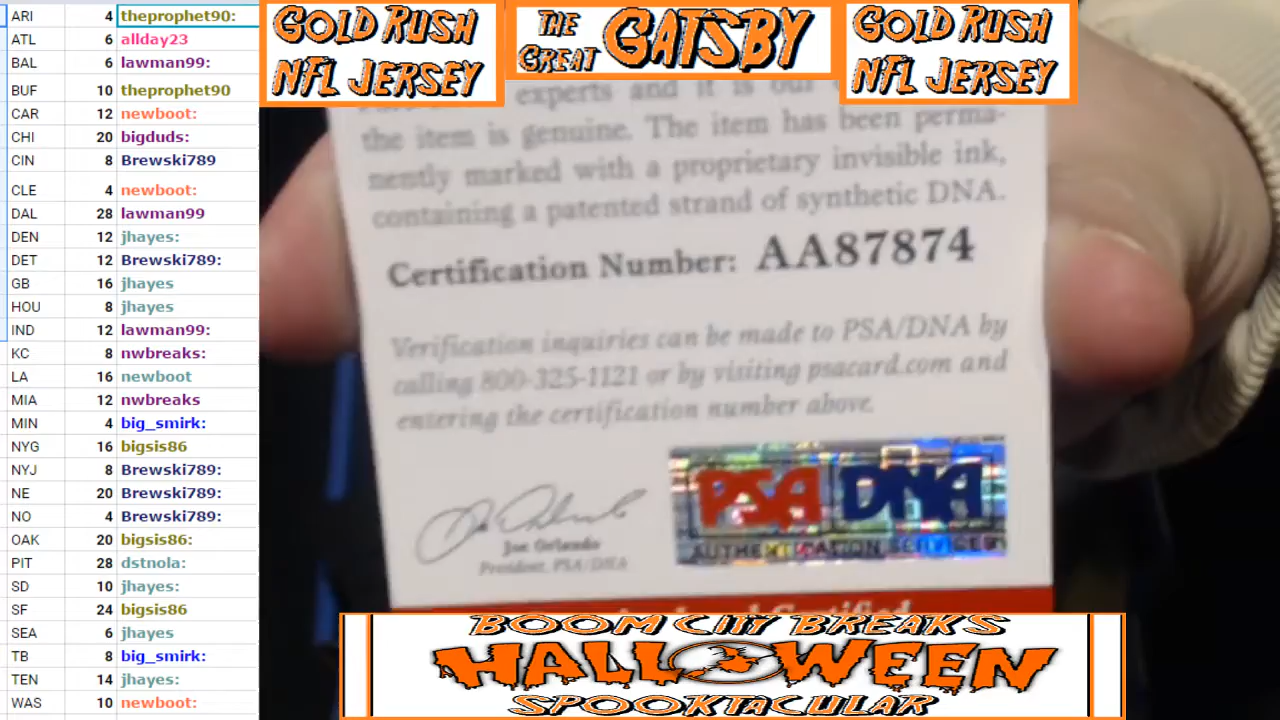 ARI 4 theprophet90:
ATL 6 allday23
BAL 6 lawman99:
BUF 10 theprophet90
CAR 12 newboot:
CHI 20 bigduds:
CIN 8 Brewski789
CLE 4 newboot:
DAL 28 lawman99
DEN 12 jhayes:
DET 12 Brewski789:
GB 16 jhayes
HOU 8 jhayes
IND 12 lawman99:
KC 8 nwbreaks:
LA 16 newboot
MIA 12 nwbreaks
MIN 4 big_smirk:
NYG 16 bigsis86
NYJ 8 Brewski789:
NE 20 Brewski789:
NO 4 Brewski789:
OAK 20 bigsis86:
PIT 28 dstnola:
SD 10 jhayes:
SF 24 bigsis86
SEA 6 jhayes
TB 8 big_smirk:
TEN 14 jhayes:
WAS 10 newboot:
GOLD RUSH
NFL JERSEY
THE GREAT GATSBY
GOLD RUSH
NFL JERSEY
experts and it is our
the item is genuine. The item has been perma-
nently marked with a proprietary invisible ink,
containing a patented strand of synthetic DNA.
Certification Number: AA87874
Verification inquiries can be made to PSA/DNA by
calling 800-325-1121 or by visiting psacard.com and
entering the certification number above.
Joe Orlando
President, PSA/DNA
PSA DNA
AUTHENTICATION SERVICES
Certified
BOOM CITY BREAKS
HALLOWEEN
SPOOKTACULAR